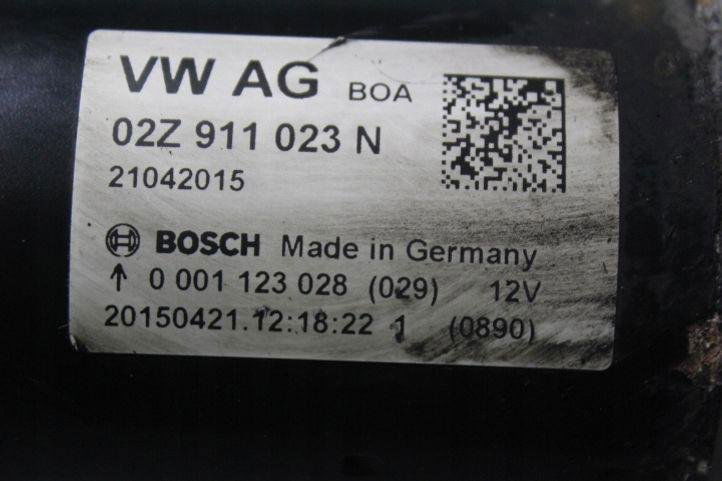 VW AG BOA
02Z 911 023 N
21042015
BOSCH Made in Germany
↑ 0 001 123 028 (029) 12V
20150421.12:18:22 1 (0890)